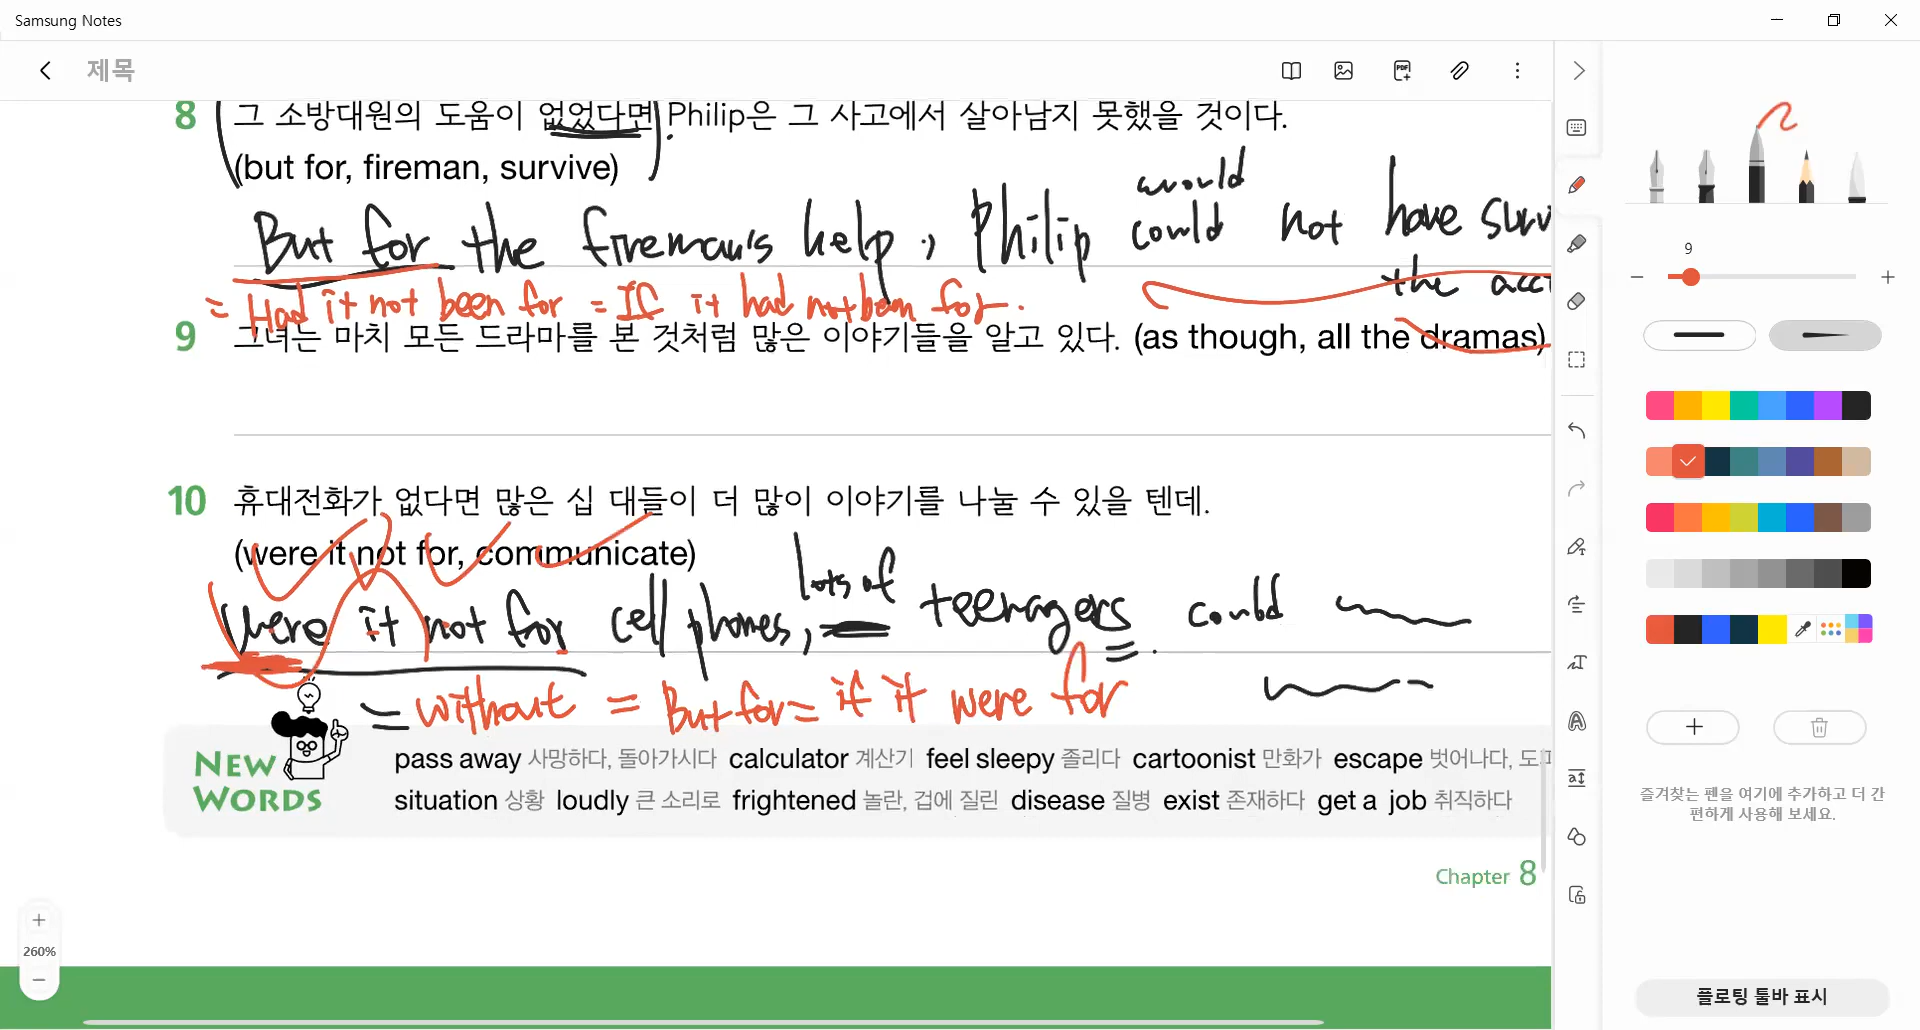 Samsung Notes
제목
8 그 소방대원의 도움이 없었다면 Philip은 그 사고에서 살아남지 못했을 것이다.
(but for, fireman, survive)
would
But for the fireman's help, Philip could not have surv
the acc
= Had it not been for = If it had not been for.
9 그녀는 마치 모든 드라마를 본 것처럼 많은 이야기들을 알고 있다. (as though, all the dramas)
10 휴대전화가 없다면 많은 십 대들이 더 많이 이야기를 나눌 수 있을 텐데.
(were it not for, communicate)
lots of
Were it not for cell phones, teenagers could
= without = But for = if it were for
NEW WORDS
pass away 사망하다, 돌아가시다 calculator 계산기 feel sleepy 졸리다 cartoonist 만화가 escape 벗어나다, 도피
situation 상황 loudly 큰 소리로 frightened 놀란, 겁에 질린 disease 질병 exist 존재하다 get a job 취직하다
Chapter 8
260%
9
즐겨찾는 펜을 여기에 추가하고 더 간
편하게 사용해 보세요.
플로팅 툴바 표시